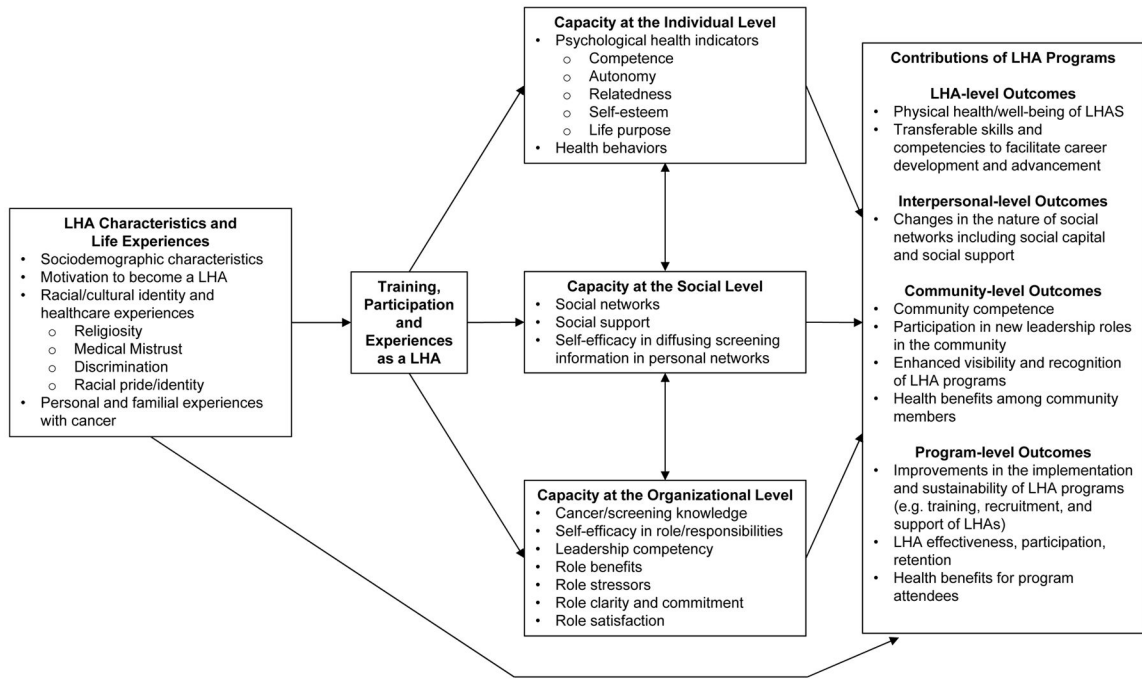 LHA Characteristics and
Life Experiences
• Sociodemographic characteristics
• Motivation to become a LHA
• Racial/cultural identity and
healthcare experiences
o Religiosity
o Medical Mistrust
o Discrimination
o Racial pride/identity
• Personal and familial experiences
with cancer
Training,
Participation
and
Experiences
as a LHA
Capacity at the Individual Level
• Psychological health indicators
o Competence
o Autonomy
o Relatedness
o Self-esteem
o Life purpose
• Health behaviors
Capacity at the Social Level
• Social networks
• Social support
• Self-efficacy in diffusing screening
information in personal networks
Capacity at the Organizational Level
• Cancer/screening knowledge
• Self-efficacy in role/responsibilities
• Leadership competency
• Role benefits
• Role stressors
• Role clarity and commitment
• Role satisfaction
Contributions of LHA Programs
LHA-level Outcomes
• Physical health/well-being of LHAS
• Transferable skills and
competencies to facilitate career
development and advancement
Interpersonal-level Outcomes
• Changes in the nature of social
networks including social capital
and social support
Community-level Outcomes
• Community competence
• Participation in new leadership roles
in the community
• Enhanced visibility and recognition
of LHA programs
• Health benefits among community
members
Program-level Outcomes
• Improvements in the implementation
and sustainability of LHA programs
(e.g. training, recruitment, and
support of LHAs)
• LHA effectiveness, participation,
retention
• Health benefits for program
attendees